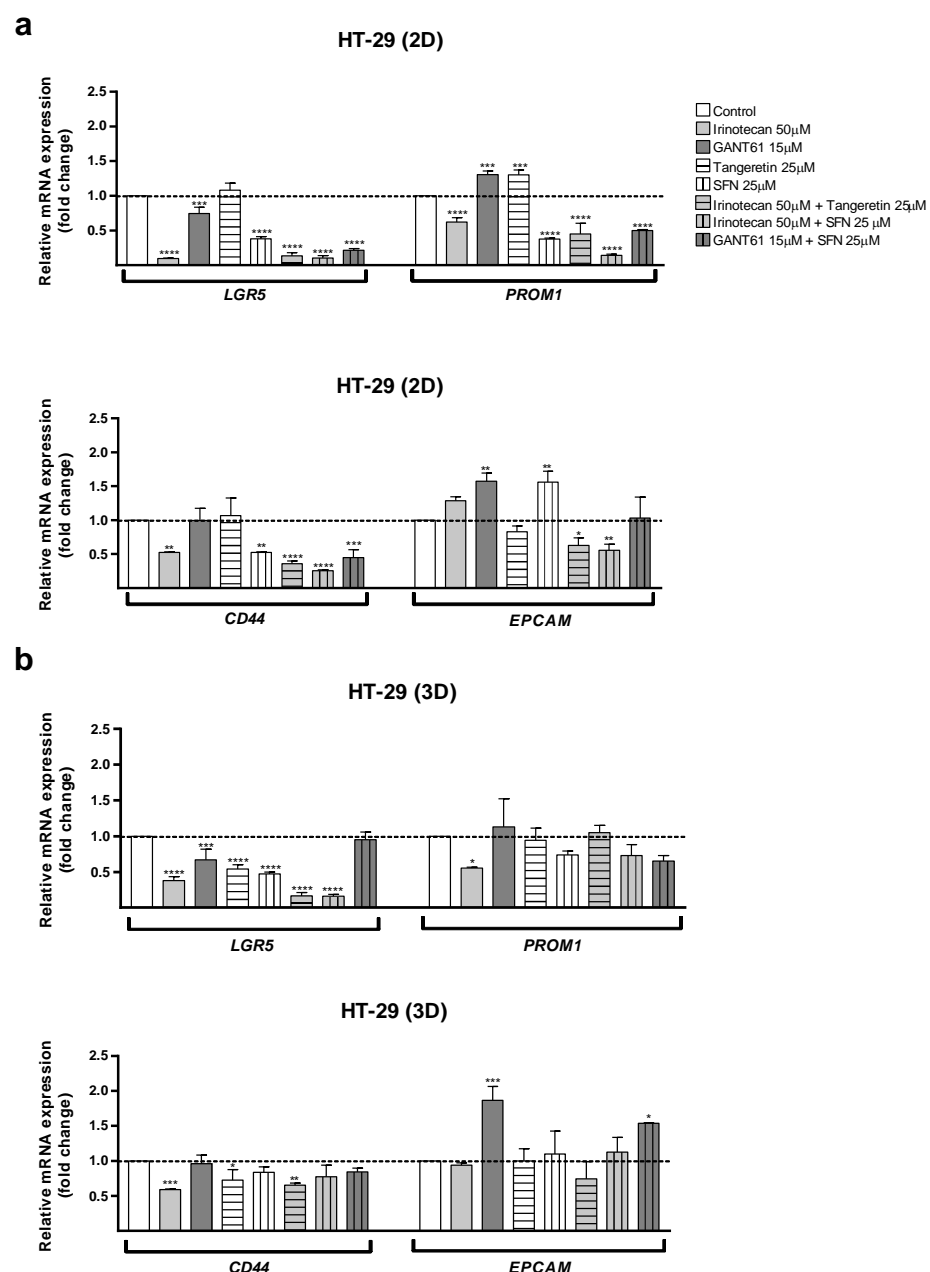 a
HT-29 (2D)
Relative mRNA expression
(fold change)
2.5
2.0
1.5
1.0
0.5
*** *** ***
**** **** **** **** **** **** **** **** **** ****
LGR5 PROM1
Control
Irinotecan 50µM
GANT61 15µM
Tangeretin 25µM
SFN 25µM
Irinotecan 50µM + Tangeretin 25µM
Irinotecan 50µM + SFN 25 µM
GANT61 15µM + SFN 25µM
HT-29 (2D)
Relative mRNA expression
(fold change)
2.5
2.0
1.5
1.0
0.5
** ** **** **** *** ** ** * **
CD44 EPCAM
b
HT-29 (3D)
Relative mRNA expression
(fold change)
2.5
2.0
1.5
1.0
0.5
**** *** **** **** **** **** *
LGR5 PROM1
HT-29 (3D)
Relative mRNA expression
(fold change)
2.5
2.0
1.5
1.0
0.5
*** * ** *** *
CD44 EPCAM